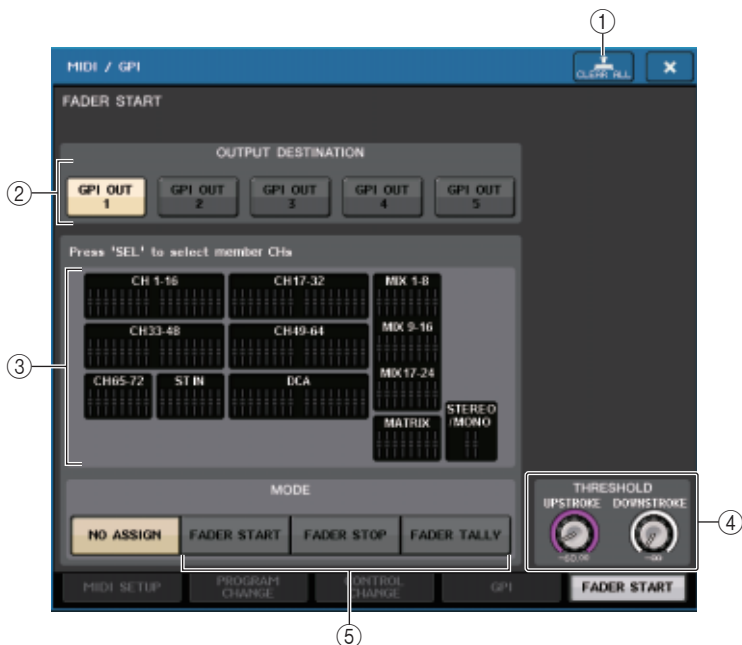 ①
MIDI / GPI
CLEAR ALL
×
FADER START
OUTPUT DESTINATION
②
GPI OUT 1
GPI OUT 2
GPI OUT 3
GPI OUT 4
GPI OUT 5
Press 'SEL' to select member CHs
③
CH 1-16
CH17-32
MIX 1-8
CH33-48
CH49-64
MIX 9-16
CH65-72
ST IN
DCA
MIX17-24
MATRIX
STEREO /MONO
MODE
NO ASSIGN
FADER START
FADER STOP
FADER TALLY
THRESHOLD
UPSTROKE
DOWNSTROKE
-60.00
-∞
④
MIDI SETUP
PROGRAM CHANGE
CONTROL CHANGE
GPI
FADER START
⑤